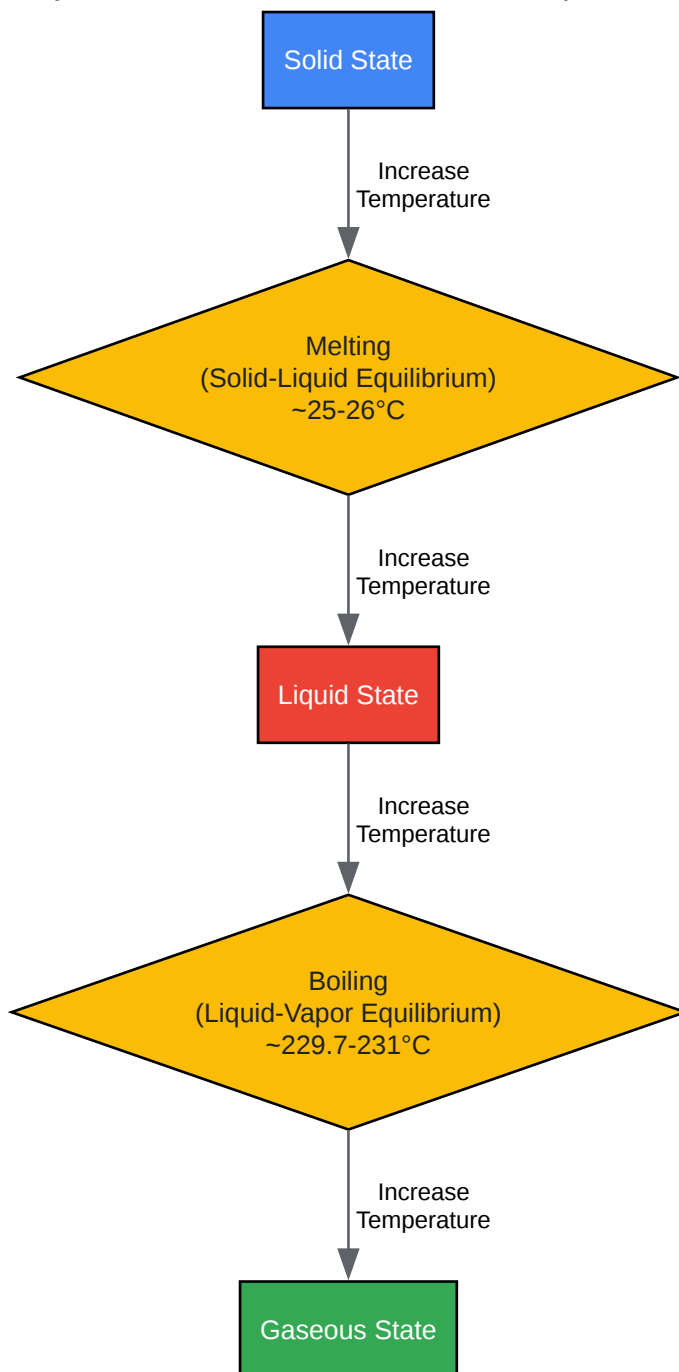 Solid State
Increase
Temperature
Melting
(Solid-Liquid Equilibrium)
~25-26°C
Increase
Temperature
Liquid State
Increase
Temperature
Boiling
(Liquid-Vapor Equilibrium)
~229.7-231°C
Increase
Temperature
Gaseous State